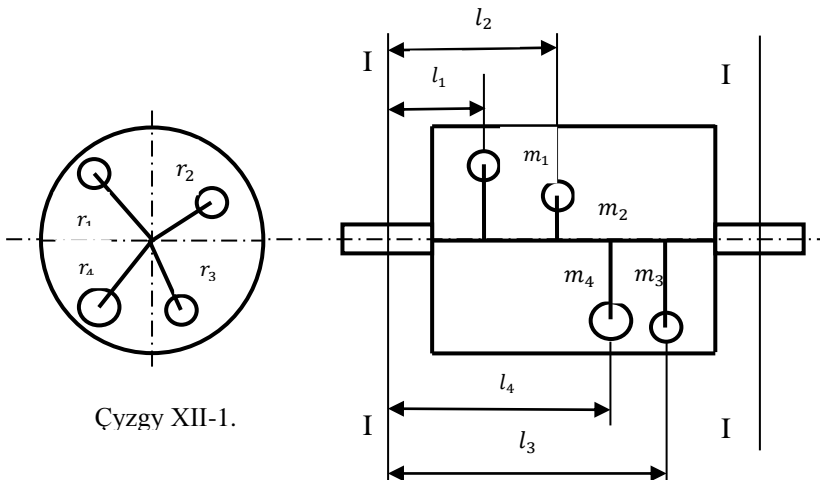 l₂
I
I
l₁
m₁
r₂
m₂
r₁
r₄
r₃
m₄
m₃
l₄
Çyzgy XII-1.
I
I
l₃